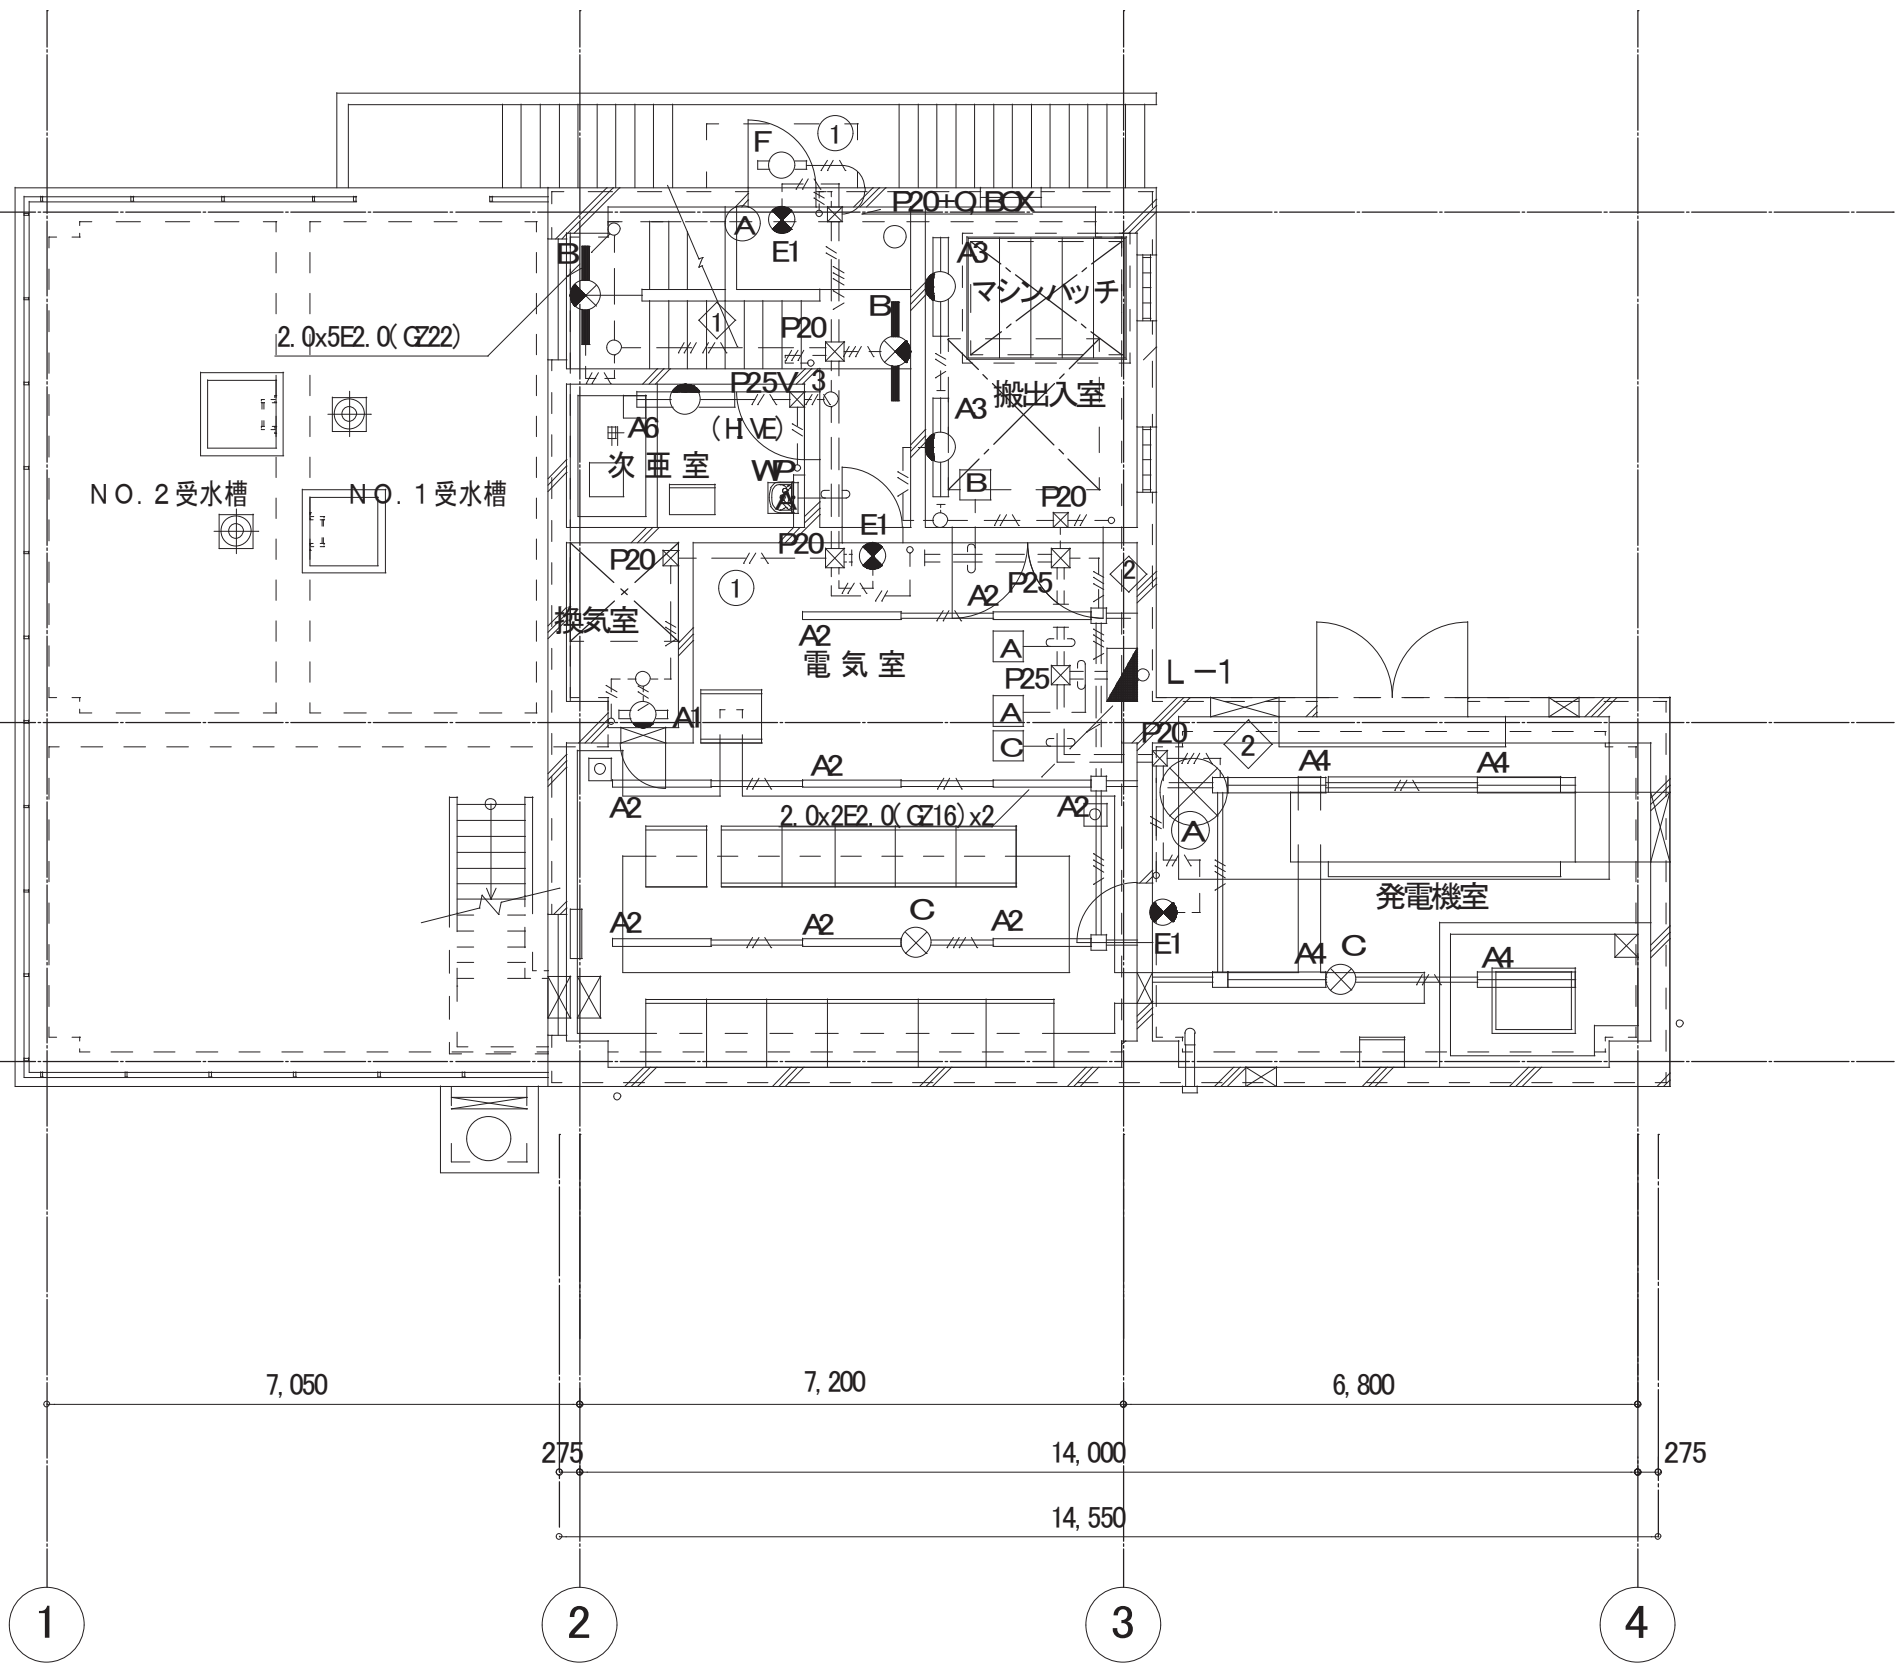 F
1
P20+O,BOX
A
E1
B
A3
マシンハッチ
B
1
P20
2.0x5E2.0(GZ22)
P25V 3
搬出入室
A3
A6
(HIVE)
次亜室
WP
A
B
NO.2受水槽
NO.1受水槽
P20
E1
P20
P20
2
1
P25
A2
換気室
A2
電気室
A
L-1
P25
A1
A
C
P20
2
A2
A4
A4
A2
2.0x2E2.0(GZ16)x2
A2
A
発電機室
A2
A2
C
A2
E1
A4
C
A4
7,050
7,200
6,800
275
14,000
275
14,550
1
2
3
4